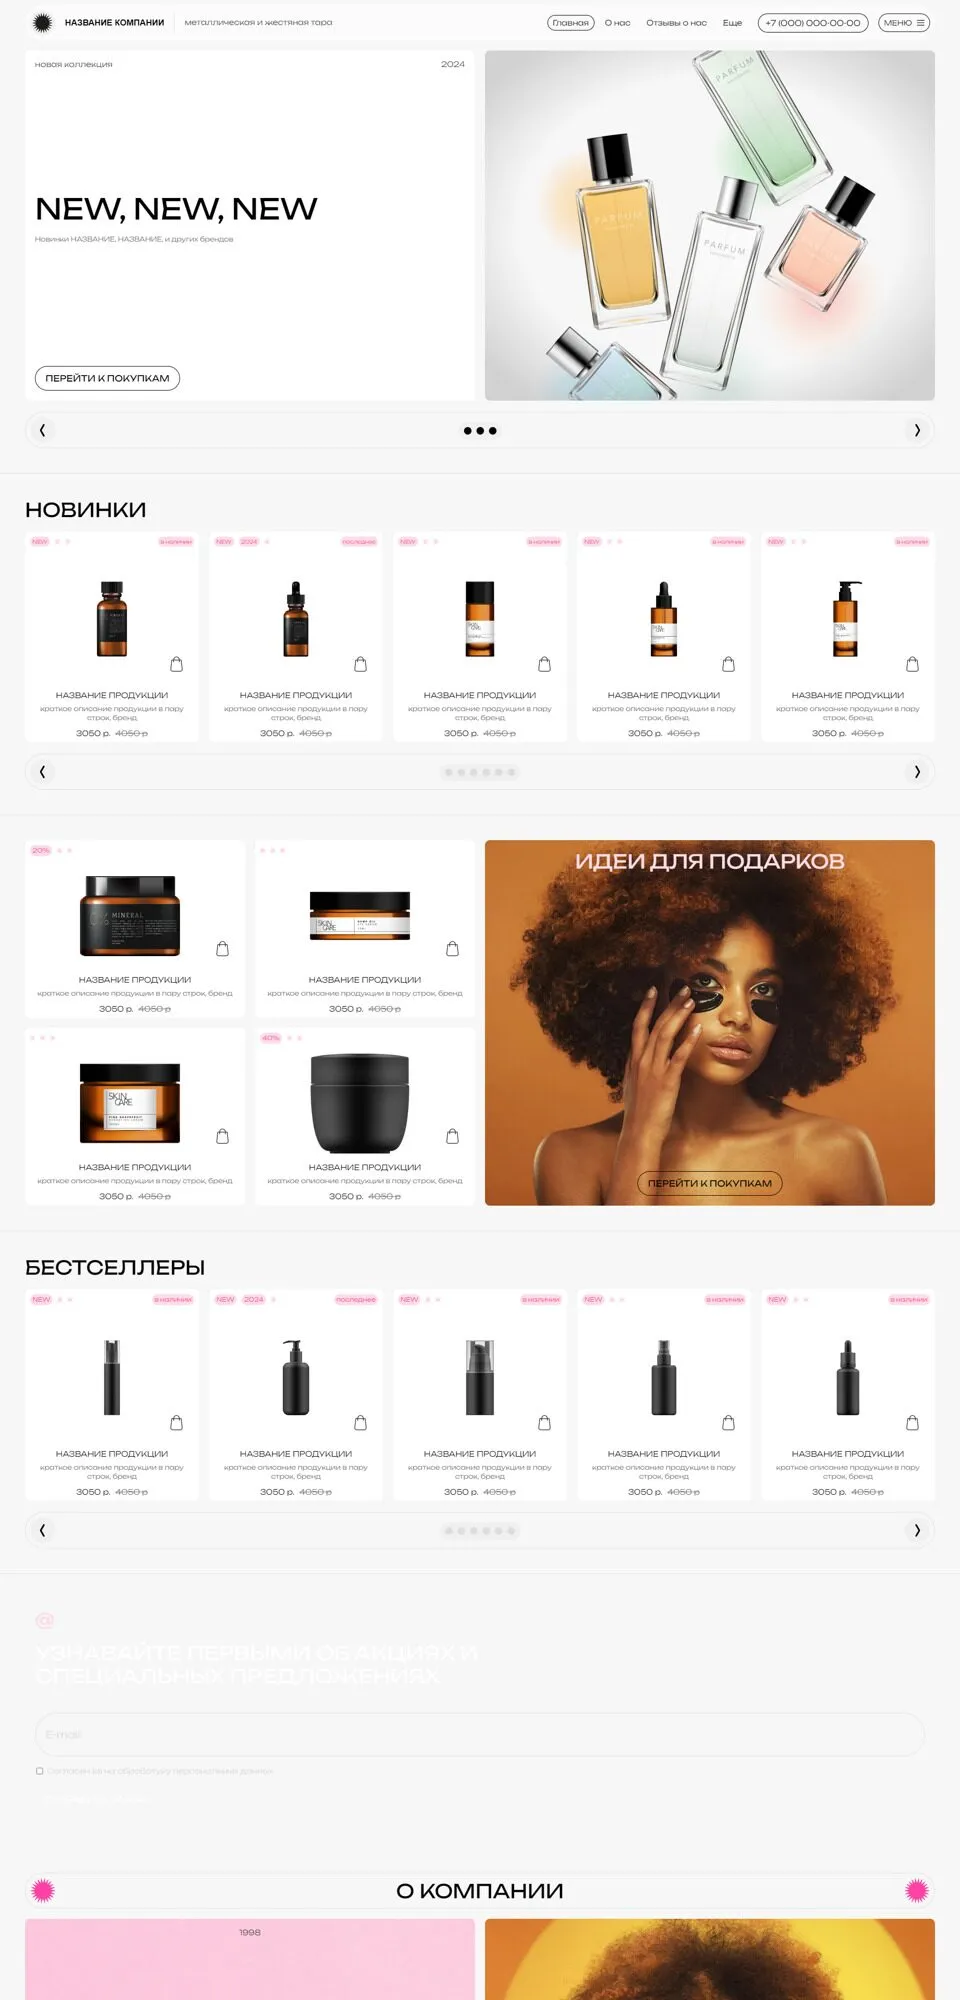 НАЗВАНИЕ КОМПАНИИ
металлическая и жестяная тара
Главная
О нас
Отзывы о нас
Еще
+7 (000) 000-00-00
МЕНЮ
новая коллекция
2024
NEW, NEW, NEW
Новинки НАЗВАНИЕ, НАЗВАНИЕ, и других брендов
ПЕРЕЙТИ К ПОКУПКАМ
PARFUM
PARFUM
PARFUM
НОВИНКИ
NEW
в наличии
NEW
2024
последнее
NEW
в наличии
NEW
в наличии
NEW
в наличии
НАЗВАНИЕ ПРОДУКЦИИ
краткое описание продукции в пару
строк, бренд
3050 р. 4050 р
НАЗВАНИЕ ПРОДУКЦИИ
краткое описание продукции в пару
строк, бренд
3050 р. 4050 р
НАЗВАНИЕ ПРОДУКЦИИ
краткое описание продукции в пару
строк, бренд
3050 р. 4050 р
НАЗВАНИЕ ПРОДУКЦИИ
краткое описание продукции в пару
строк, бренд
3050 р. 4050 р
НАЗВАНИЕ ПРОДУКЦИИ
краткое описание продукции в пару
строк, бренд
3050 р. 4050 р
20%
MINERAL
НАЗВАНИЕ ПРОДУКЦИИ
краткое описание продукции в пару строк, бренд
3050 р. 4050 р
SKIN
CARE
НАЗВАНИЕ ПРОДУКЦИИ
краткое описание продукции в пару строк, бренд
3050 р. 4050 р
SKIN
CARE
НАЗВАНИЕ ПРОДУКЦИИ
краткое описание продукции в пару строк, бренд
3050 р. 4050 р
40%
НАЗВАНИЕ ПРОДУКЦИИ
краткое описание продукции в пару строк, бренд
3050 р. 4050 р
ИДЕИ ДЛЯ ПОДАРКОВ
ПЕРЕЙТИ К ПОКУПКАМ
БЕСТСЕЛЛЕРЫ
NEW
в наличии
NEW
2024
последнее
NEW
в наличии
NEW
в наличии
NEW
в наличии
НАЗВАНИЕ ПРОДУКЦИИ
краткое описание продукции в пару
строк, бренд
3050 р. 4050 р
НАЗВАНИЕ ПРОДУКЦИИ
краткое описание продукции в пару
строк, бренд
3050 р. 4050 р
НАЗВАНИЕ ПРОДУКЦИИ
краткое описание продукции в пару
строк, бренд
3050 р. 4050 р
НАЗВАНИЕ ПРОДУКЦИИ
краткое описание продукции в пару
строк, бренд
3050 р. 4050 р
НАЗВАНИЕ ПРОДУКЦИИ
краткое описание продукции в пару
строк, бренд
3050 р. 4050 р
@
УЗНАВАЙТЕ ПЕРВЫМИ ОБ АКЦИЯХ И
СПЕЦИАЛЬНЫХ ПРЕДЛОЖЕНИЯХ
E-mail
на обработку персональных данных
О КОМПАНИИ
1998